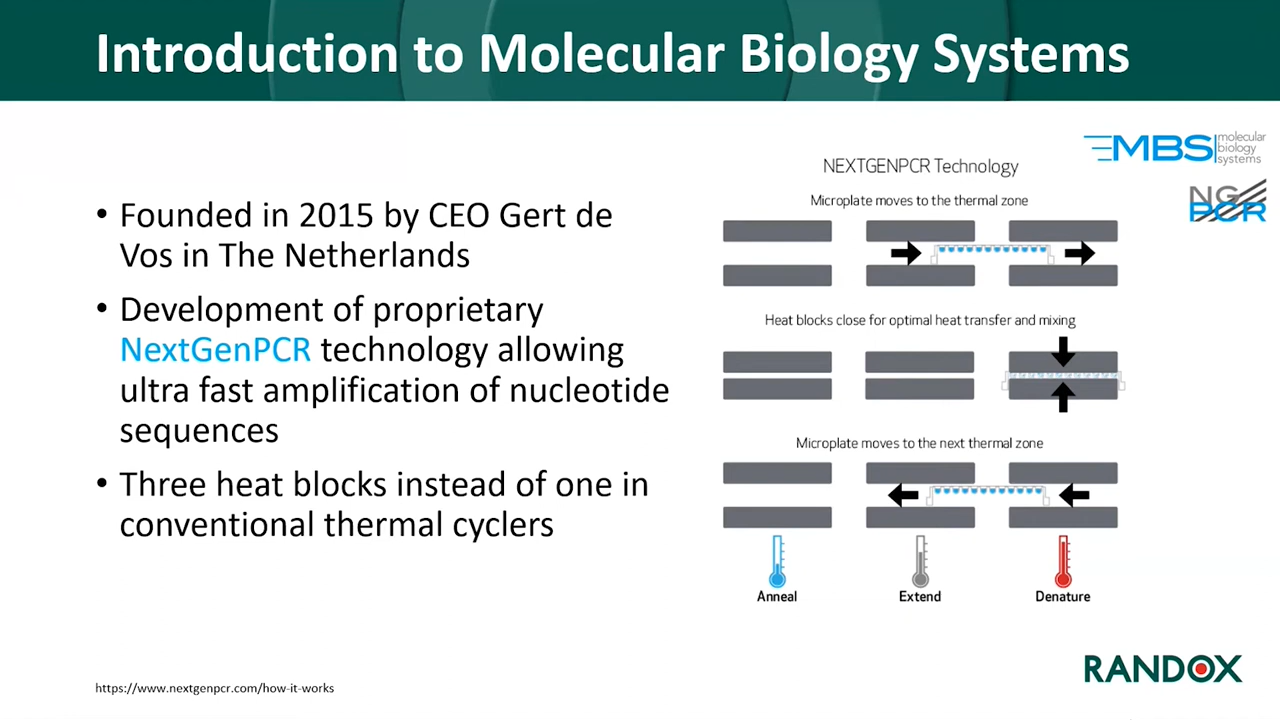 Introduction to Molecular Biology Systems
• Founded in 2015 by CEO Gert de
Vos in The Netherlands
• Development of proprietary
NextGenPCR technology allowing
ultra fast amplification of nucleotide
sequences
• Three heat blocks instead of one in
conventional thermal cyclers
MBS molecular
biology
systems
NG
PCR
NEXTGENPCR Technology
Microplate moves to the thermal zone
Heat blocks close for optimal heat transfer and mixing
Microplate moves to the next thermal zone
Anneal Extend Denature
https://www.nextgenpcr.com/how-it-works
RANDOX